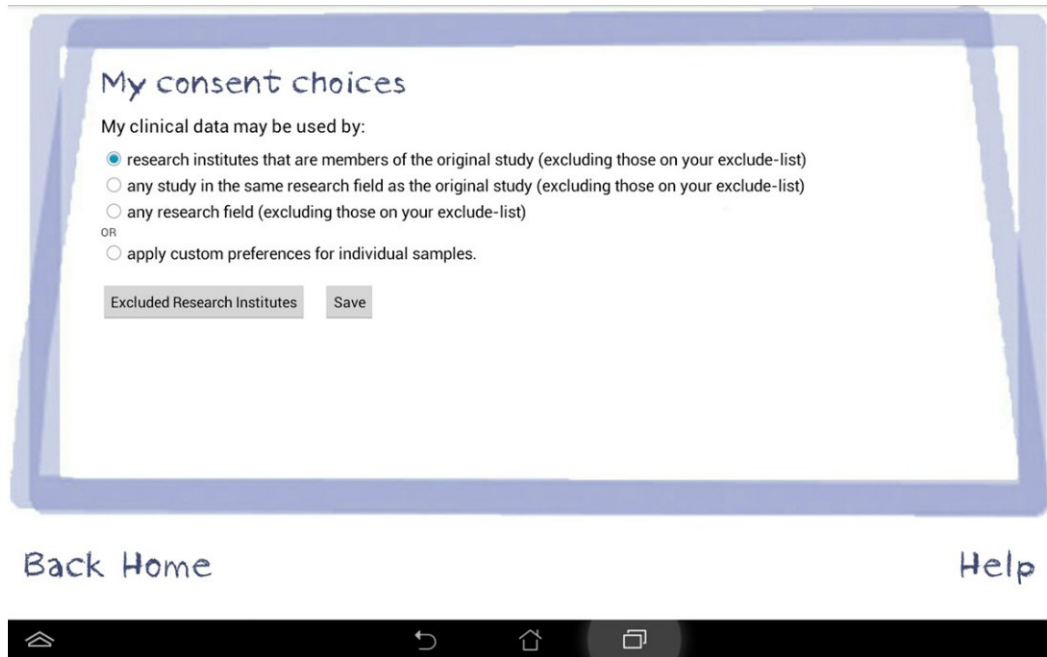 My consent choices
My clinical data may be used by:
research institutes that are members of the original study (excluding those on your exclude-list)
any study in the same research field as the original study (excluding those on your exclude-list)
any research field (excluding those on your exclude-list)
OR
apply custom preferences for individual samples.
Excluded Research Institutes Save
Back Home Help